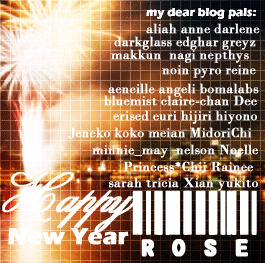 my dear blog pals:
aliah anne darlene
darkglass edghar greyz
makkun nagi nepthys
noin pyro reine
aeneille angeli bomalabs
bluemist claire-chan Dee
erised euri hijiri hiyono
Jeneko koko meian MidoriChi
minnie_may nelson Noelle
Princess*Chii Rainee
sarah tricia Xian yukito
Happy
New Year
ROSE